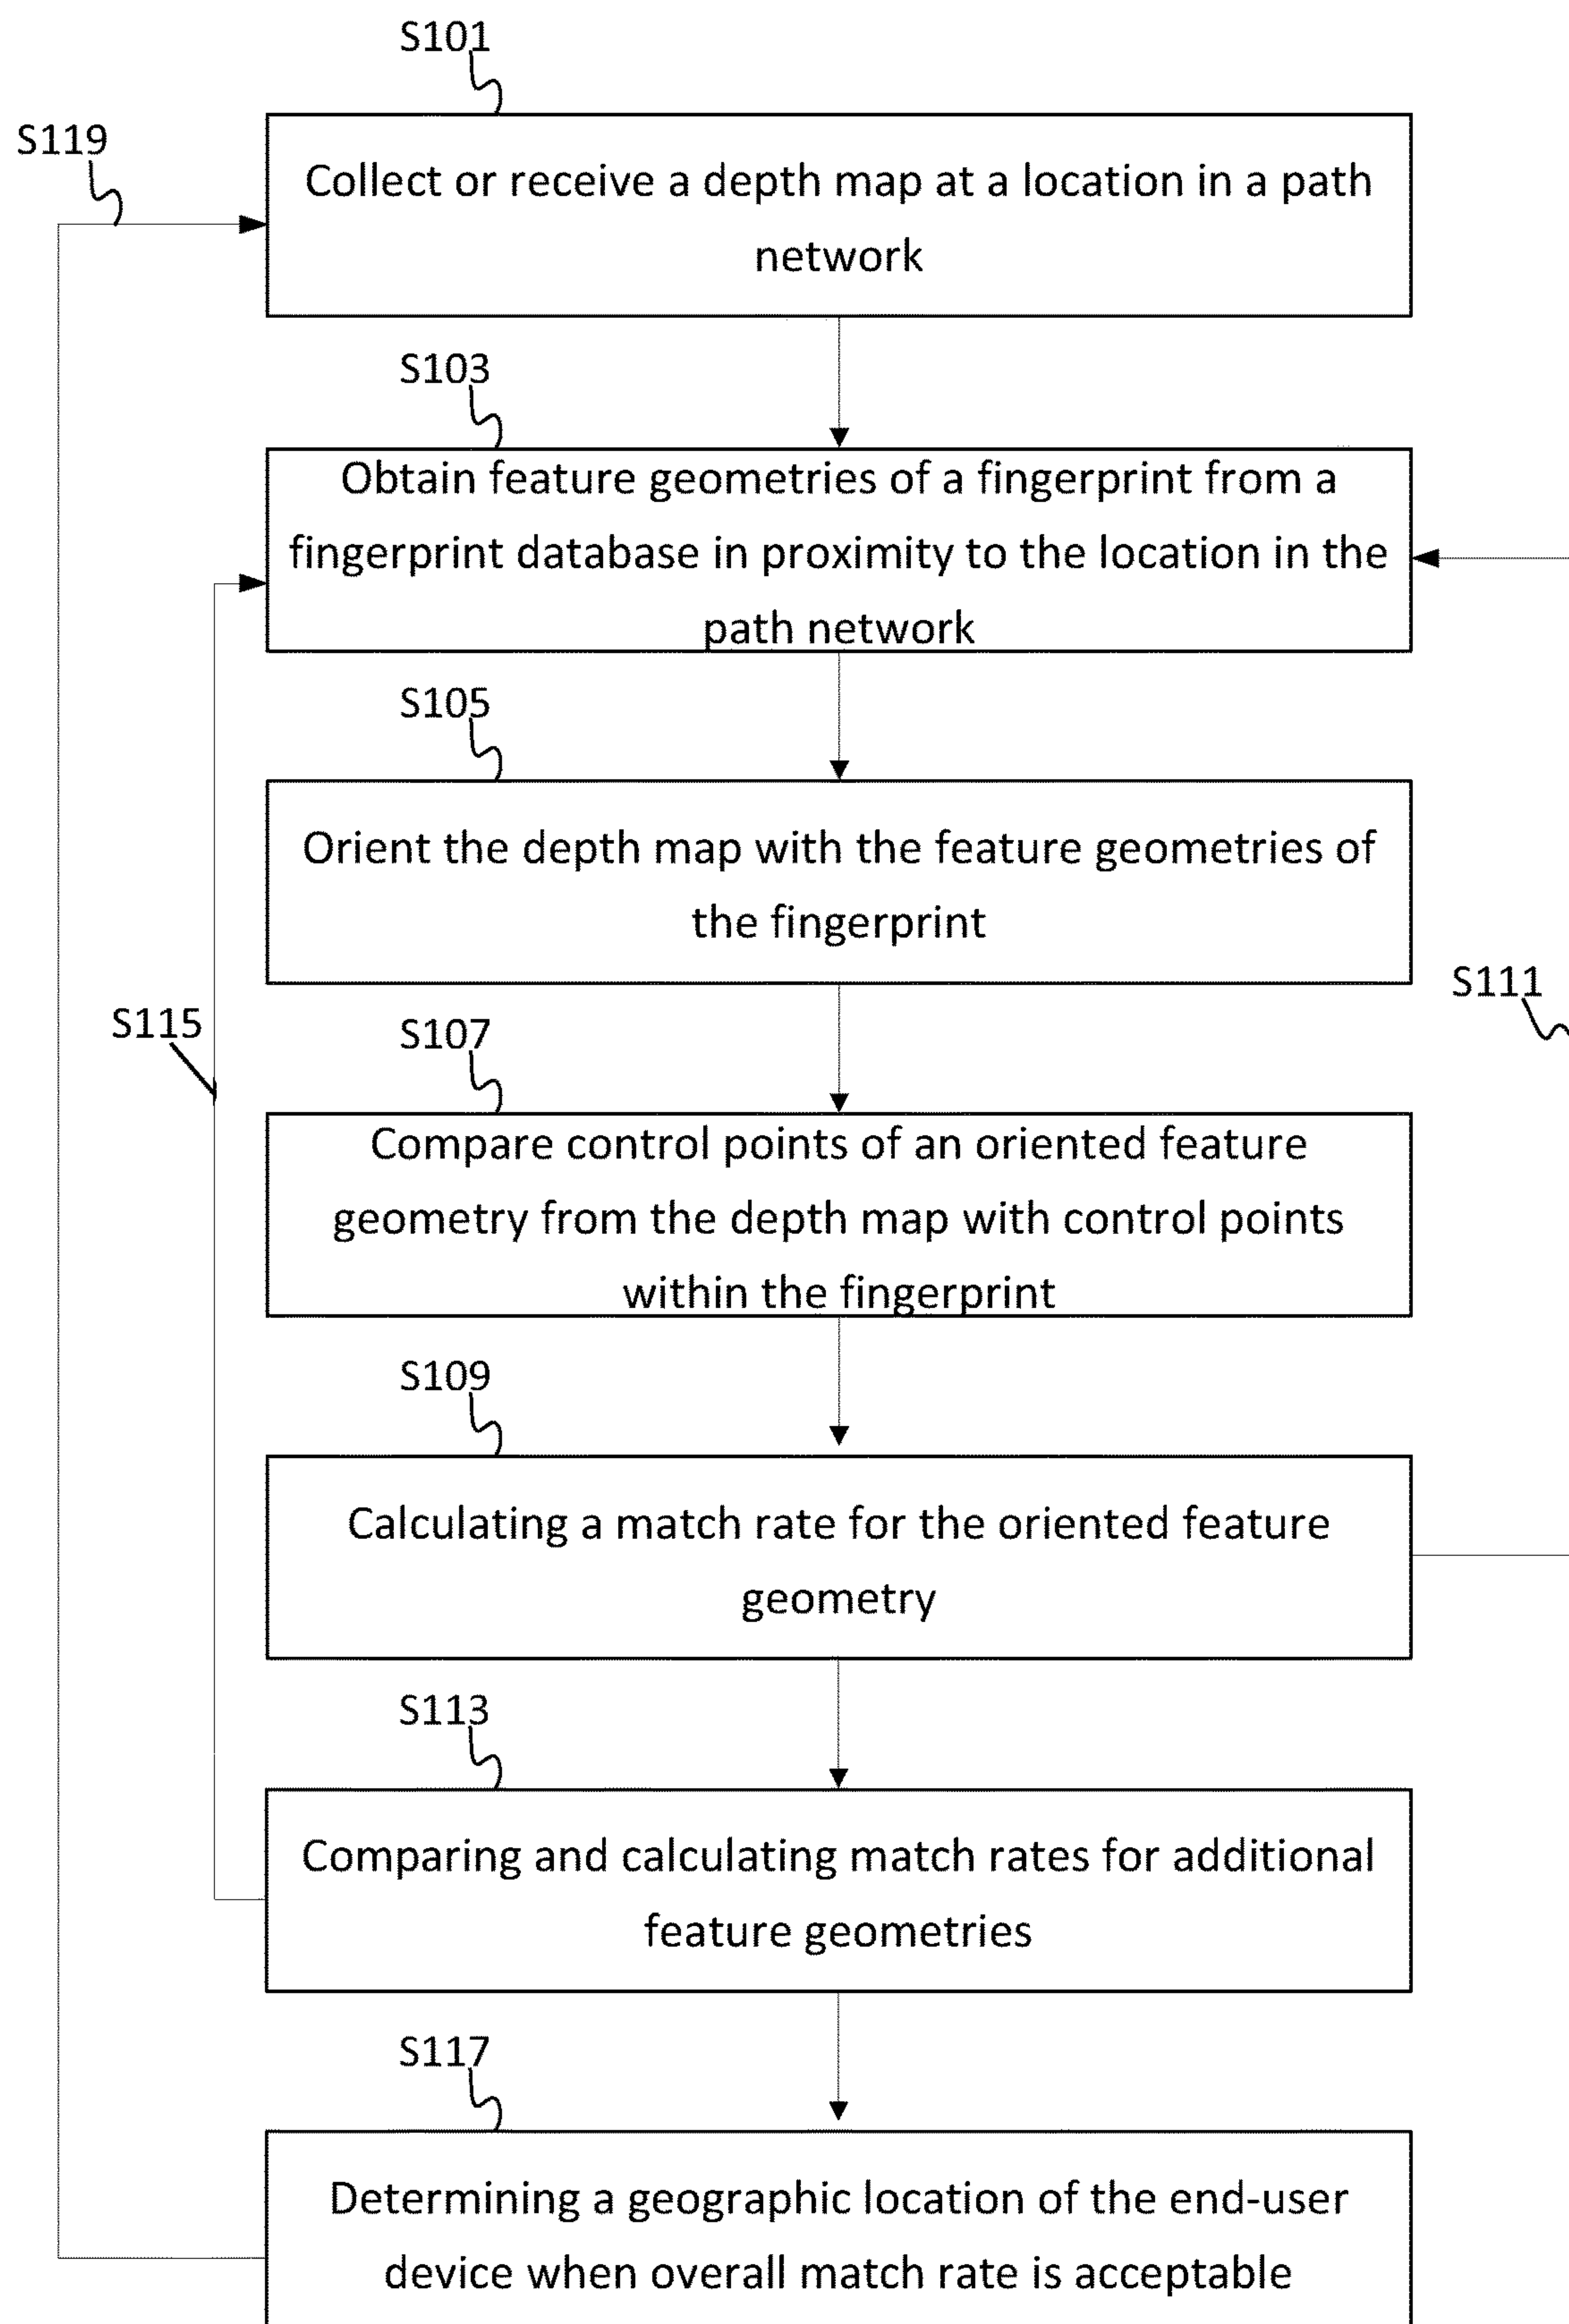 S101
S119
Collect or receive a depth map at a location in a path
network
S103
Obtain feature geometries of a fingerprint from a
fingerprint database in proximity to the location in the
path network
S105
Orient the depth map with the feature geometries of
the fingerprint
S111
S115
S107
Compare control points of an oriented feature
geometry from the depth map with control points
within the fingerprint
S109
Calculating a match rate for the oriented feature
geometry
S113
Comparing and calculating match rates for additional
feature geometries
S117
Determining a geographic location of the end-user
device when overall match rate is acceptable